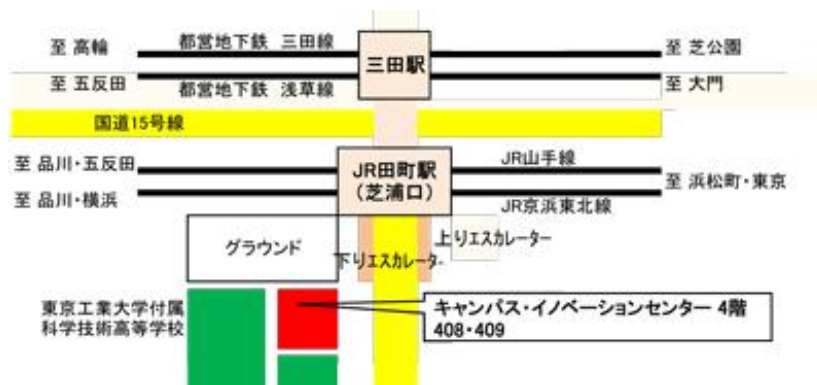 至 高輪
都営地下鉄 三田線
三田駅
至 芝公園
至 五反田
都営地下鉄 浅草線
至 大門
国道15号線
至 品川・五反田
JR田町駅
(芝浦口)
JR山手線
至 品川・横浜
至 浜松町・東京
JR京浜東北線
グラウンド
下りエスカレータ-
上りエスカレーター
東京工業大学付属
科学技術高等学校
キャンパス・イノベーションセンター 4階
408・409